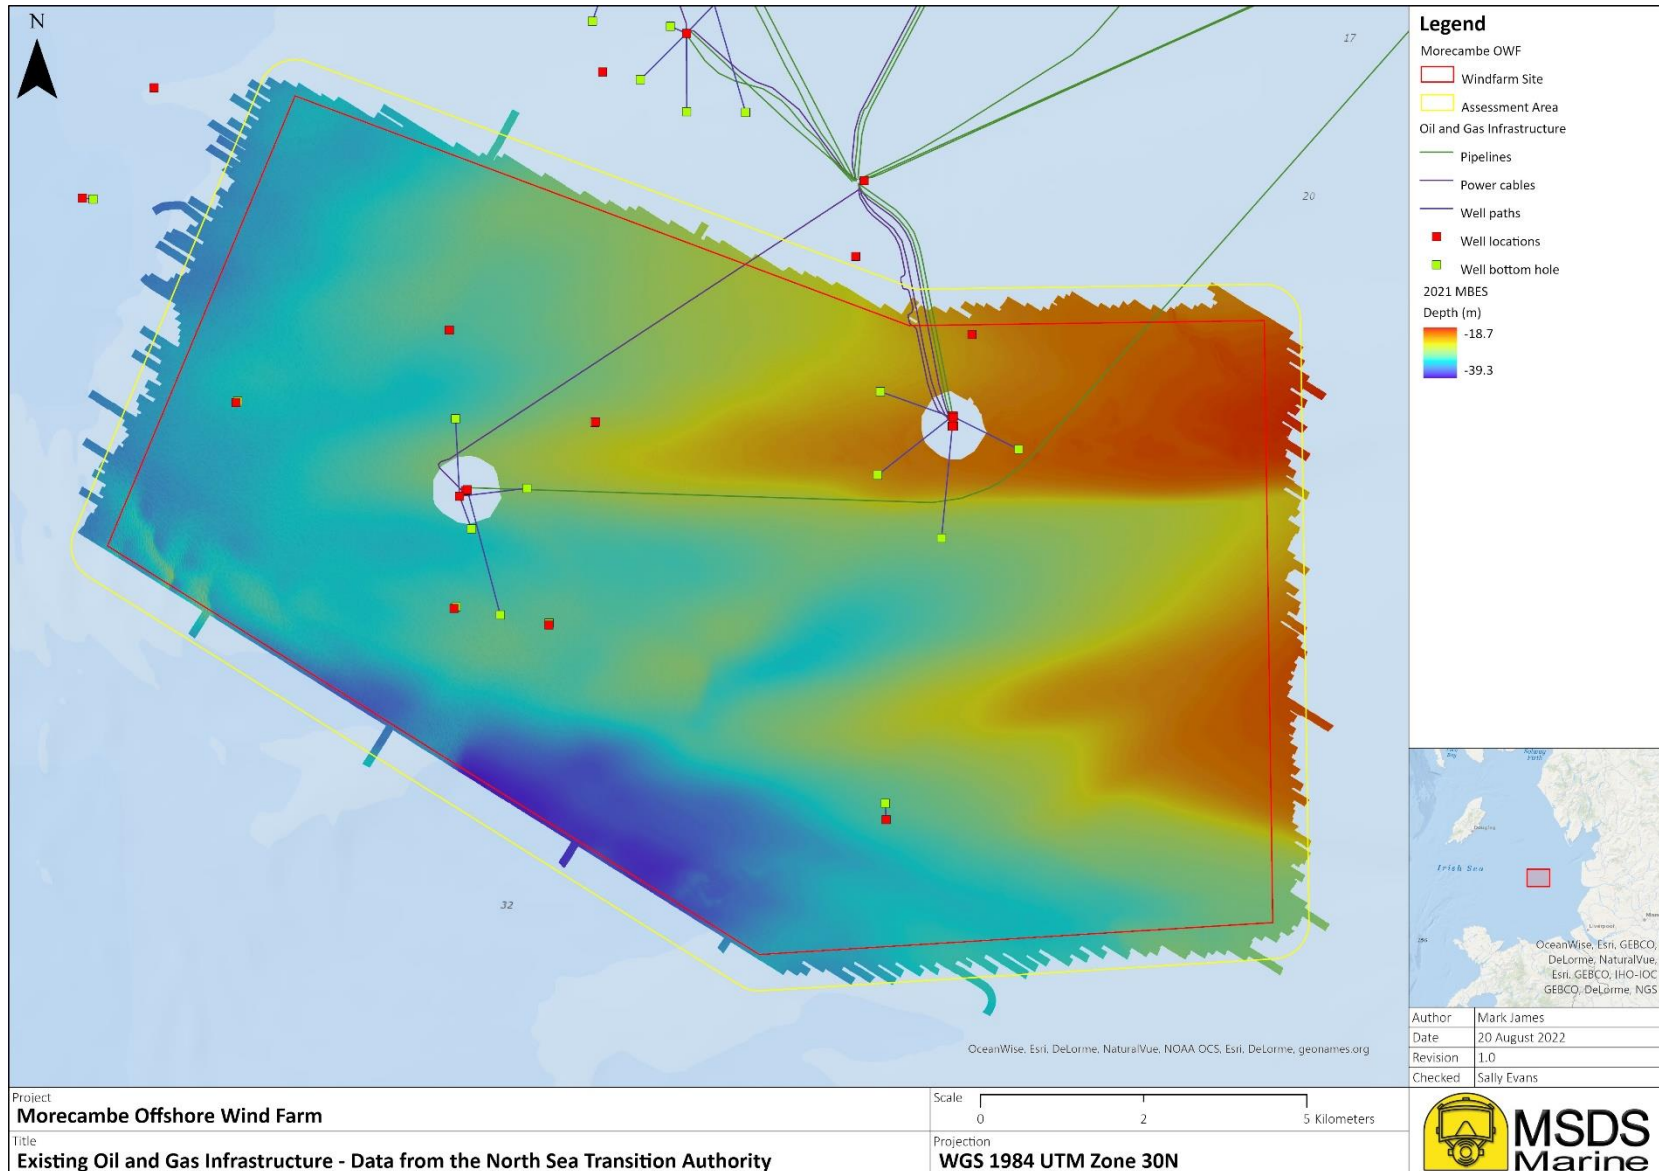 N
17
20
32
OceanWise, Esri, DeLorme, NaturalVue, NOAA OCS, Esri, DeLorme, geonames.org
Legend
Morecambe OWF
Windfarm Site
Assessment Area
Oil and Gas Infrastructure
Pipelines
Power cables
Well paths
Well locations
Well bottom hole
2021 MBES
Depth (m)
-18.7
-39.3
Irish Sea
Liverpool
OceanWise, Esri, GEBCO,
DeLorme, NaturalVue,
Esri, GEBCO, IHO-IOC
GEBCO, DeLorme, NGS
Author Mark James
Date 20 August 2022
Revision 1.0
Checked Sally Evans
Project
Morecambe Offshore Wind Farm
Title
Existing Oil and Gas Infrastructure - Data from the North Sea Transition Authority
Scale
0 2 5 Kilometers
Projection
WGS 1984 UTM Zone 30N
MSDS
Marine